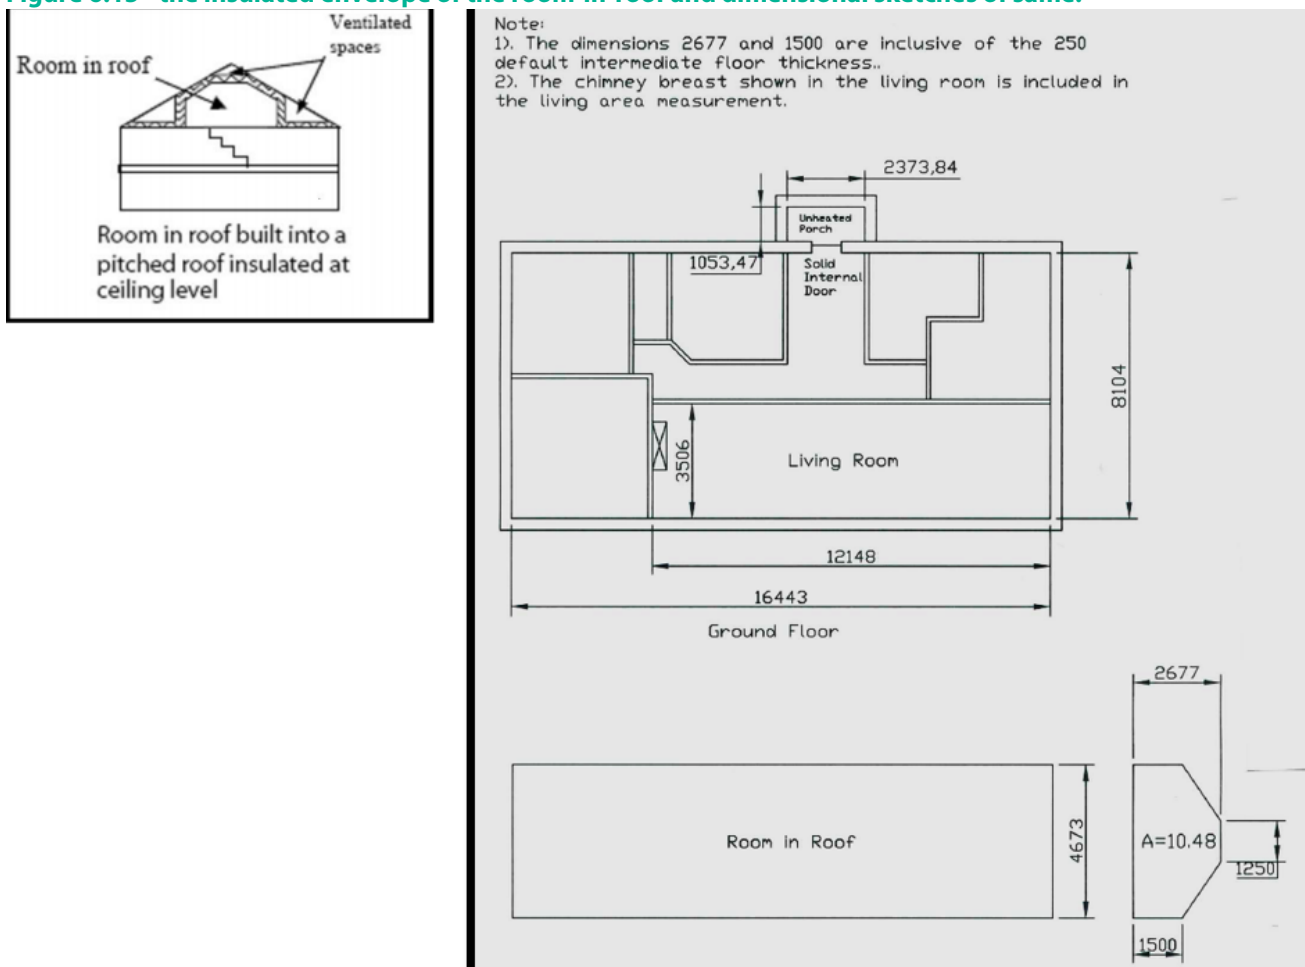 Ventilated
spaces
Room in roof
Room in roof built into a
pitched roof insulated at
ceiling level
Note:
1). The dimensions 2677 and 1500 are inclusive of the 250
default intermediate floor thickness..
2). The chimney breast shown in the living room is included in
the living area measurement.
2373,84
Unheated
Porch
1053,47
Solid
Internal
Door
8104
3506
Living Room
12148
16443
Ground Floor
2677
Room in Roof
4673
A=10.48
1250
1500